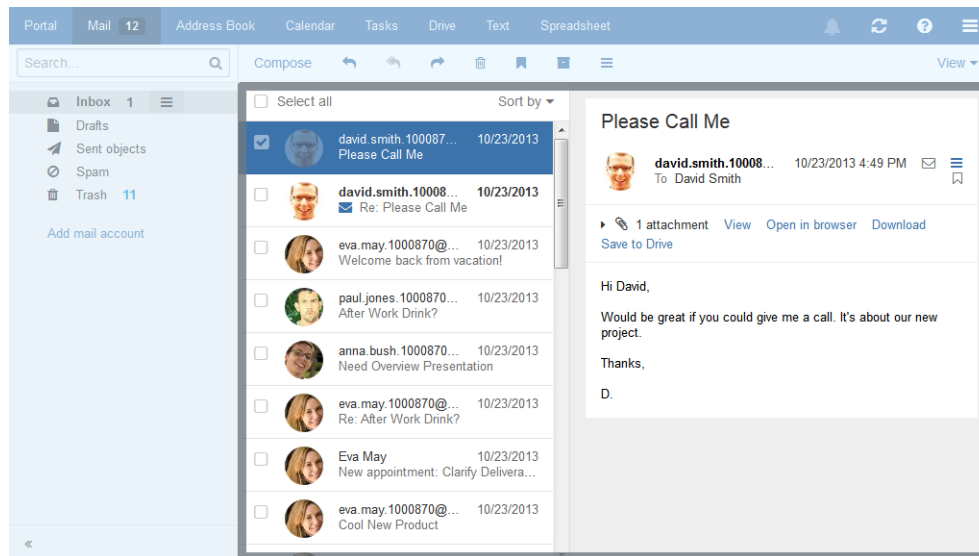 Portal Mail 12 Address Book Calendar Tasks Drive Text Spreadsheet
Search... Compose View
Inbox 1
Drafts
Sent objects
Spam
Trash 11
Add mail account
Select all Sort by
david.smith.100087... 10/23/2013
Please Call Me
david.smith.10008... 10/23/2013
Re: Please Call Me
eva.may.1000870@... 10/23/2013
Welcome back from vacation!
paul.jones.1000870... 10/23/2013
After Work Drink?
anna.bush.1000870... 10/23/2013
Need Overview Presentation
eva.may.1000870@... 10/23/2013
Re: After Work Drink?
Eva May 10/23/2013
New appointment: Clarify Delivera...
eva.may.1000870@... 10/23/2013
Cool New Product
Please Call Me
david.smith.10008... 10/23/2013 4:49 PM
To David Smith
1 attachment View Open in browser Download
Save to Drive
Hi David,
Would be great if you could give me a call. It's about our new
project.
Thanks,
D.